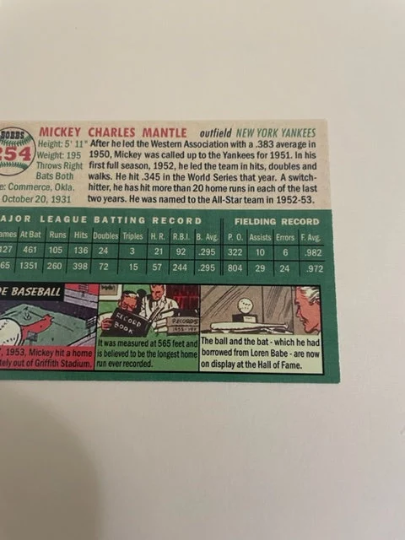 BOBBS
254
MICKEY CHARLES MANTLE outfield NEW YORK YANKEES
Height: 5' 11"
Weight: 195
Throws Right
Bats Both
e: Commerce, Okla.
October 20, 1931
After he led the Western Association with a .383 average in
1950, Mickey was called up to the Yankees for 1951. In his
first full season, 1952, he led the team in hits, doubles and
walks. He hit .345 in the World Series that year. A switch-
hitter, he has hit more than 20 home runs in each of the last
two years. He was named to the All-Star team in 1952-53.
AJOR LEAGUE BATTING RECORD FIELDING RECORD
ames At Bat Runs Hits Doubles Triples H. R. R.B.I. B. Avg. P. O. Assists Errors F. Avg.
127 461 105 136 24 3 21 92 .295 322 10 6 .982
65 1351 260 398 72 15 57 244 .295 804 29 24 .972
DE BASEBALL
, 1953, Mickey hit a home
etely out of Griffith Stadium.
RECORD
BOOK
RECORDS
It was measured at 565 feet and
is believed to be the longest home
run ever recorded.
The ball and the bat - which he had
borrowed from Loren Babe - are now
on display at the Hall of Fame.